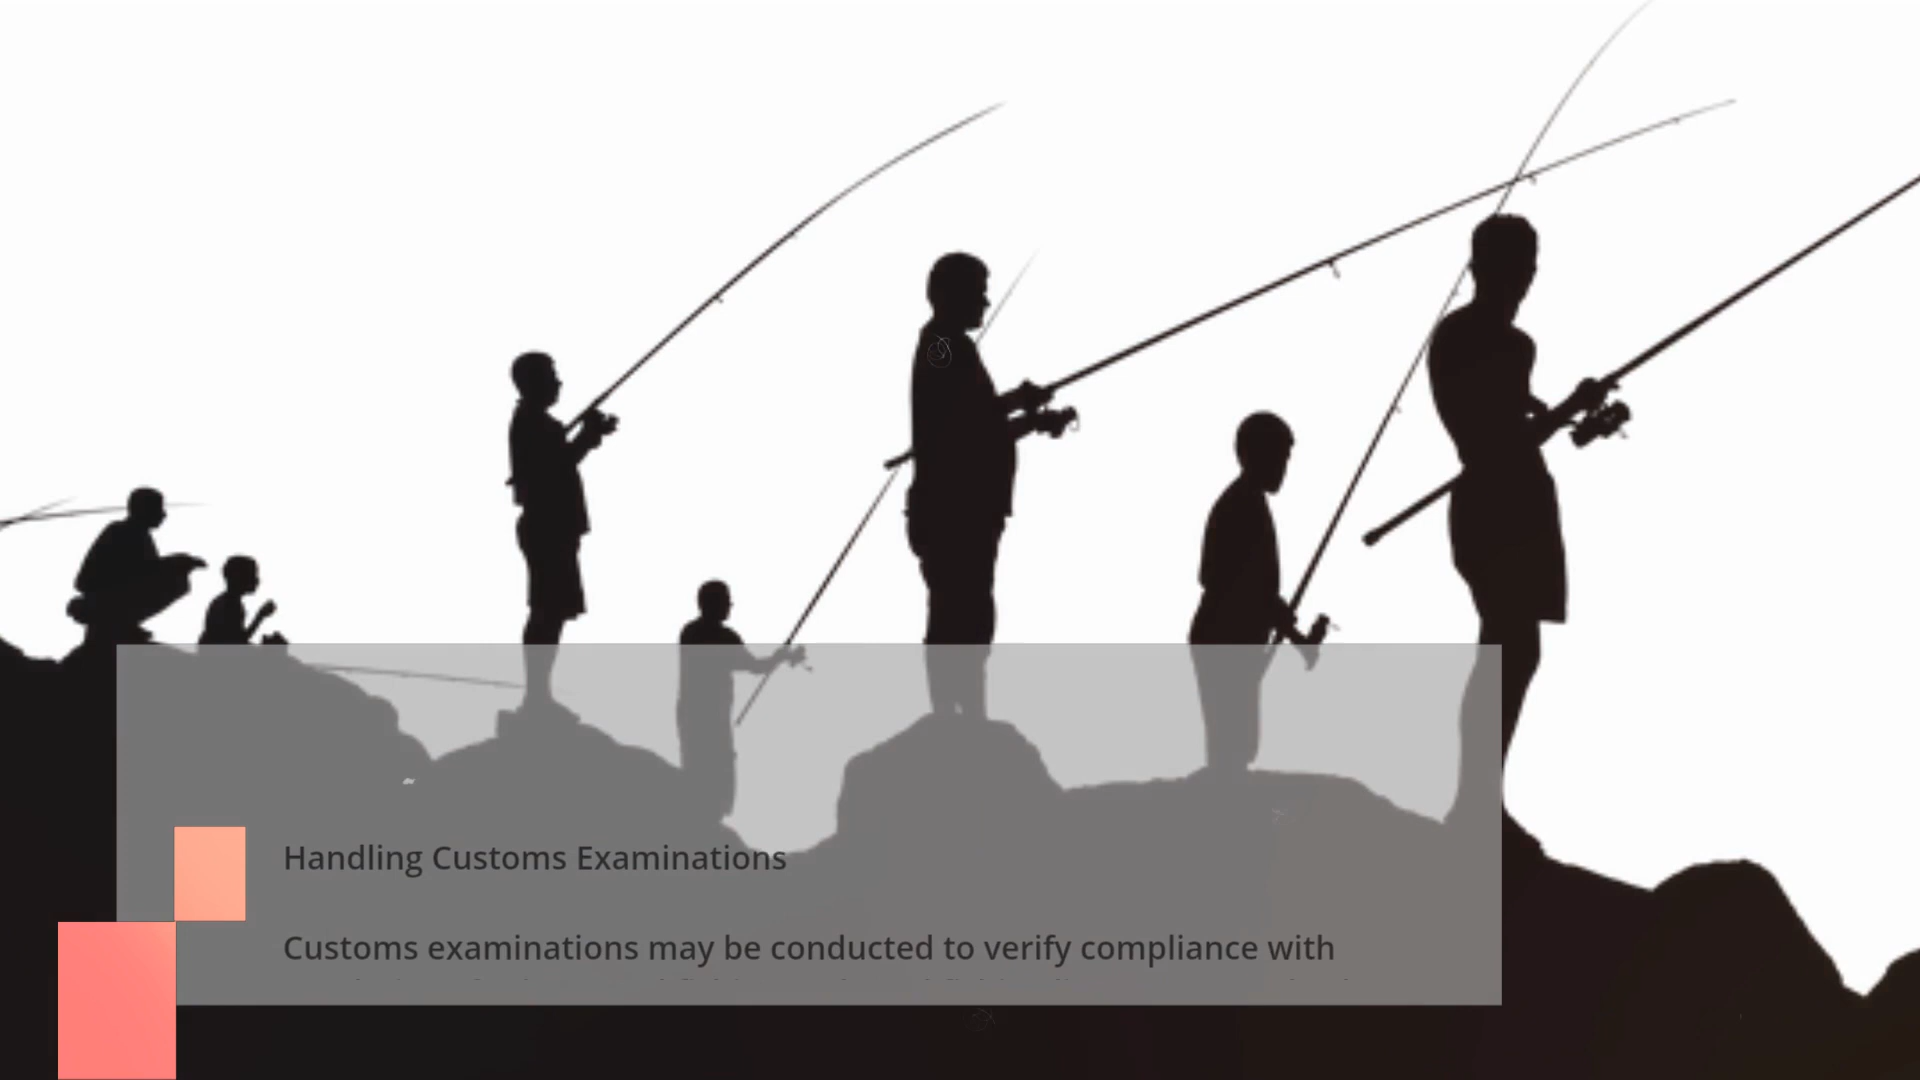 Handling Customs Examinations
Customs examinations may be conducted to verify compliance with